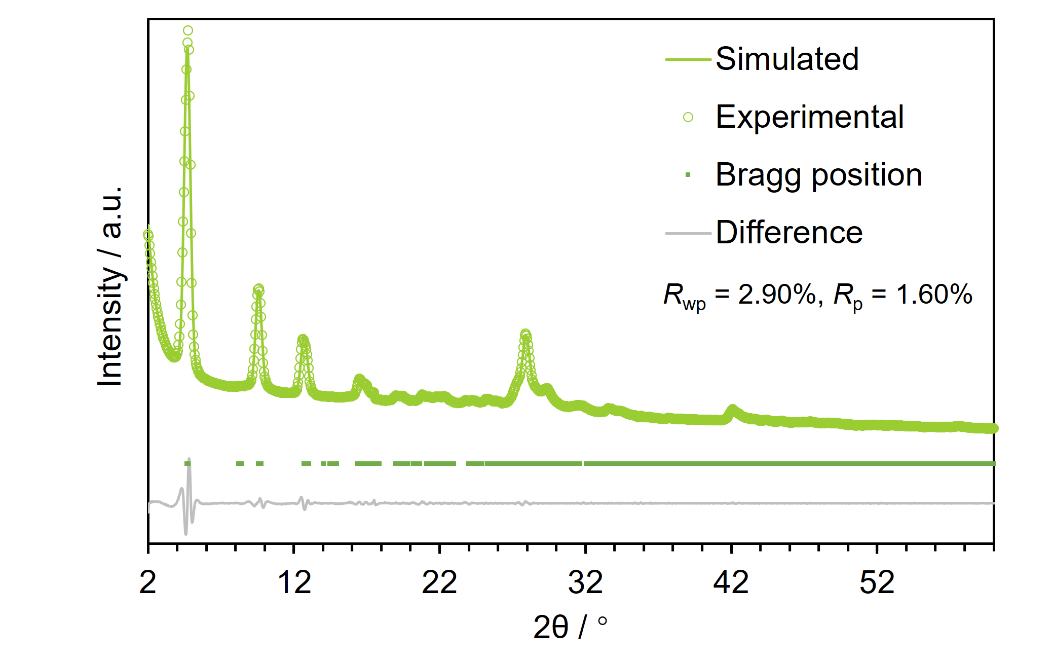 Simulated
Experimental
Bragg position
Difference
Rwp = 2.90%, Rp = 1.60%
Intensity / a.u.
2 12 22 32 42 52
2θ / °